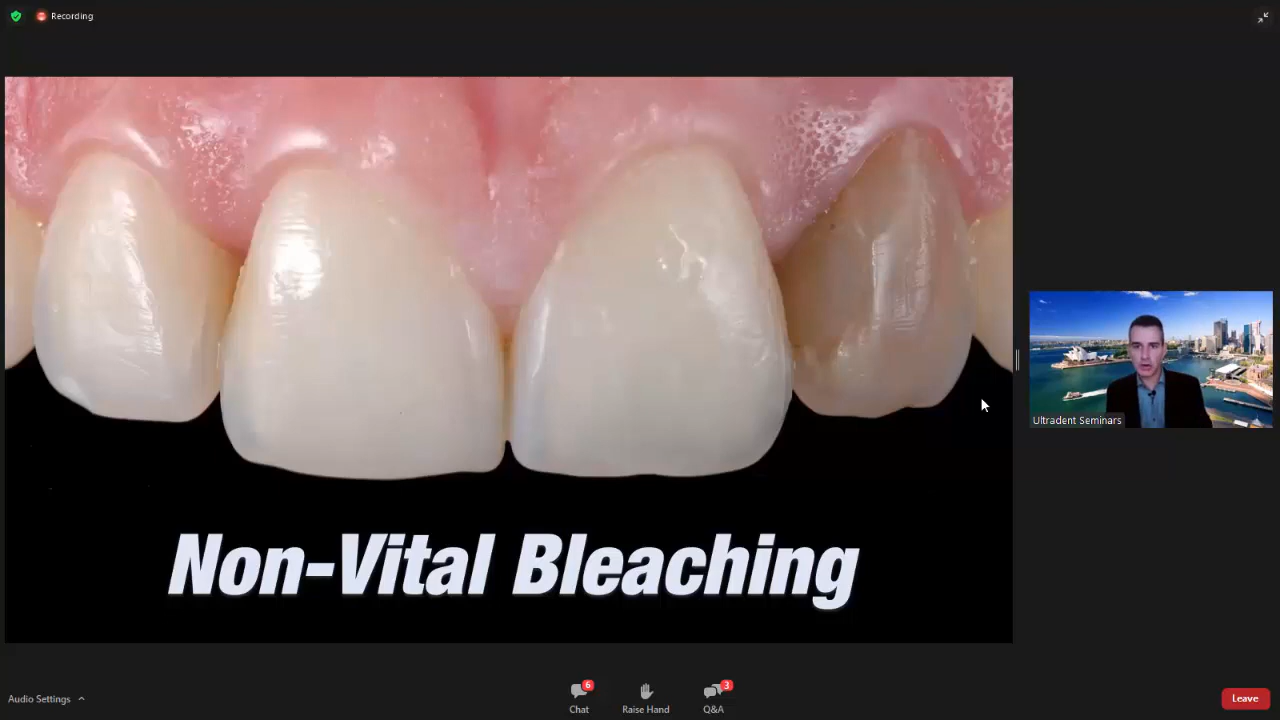 Recording
Non-Vital Bleaching
Ultradent Seminars
Audio Settings
6
3
Chat
Raise Hand
Q&A
Leave